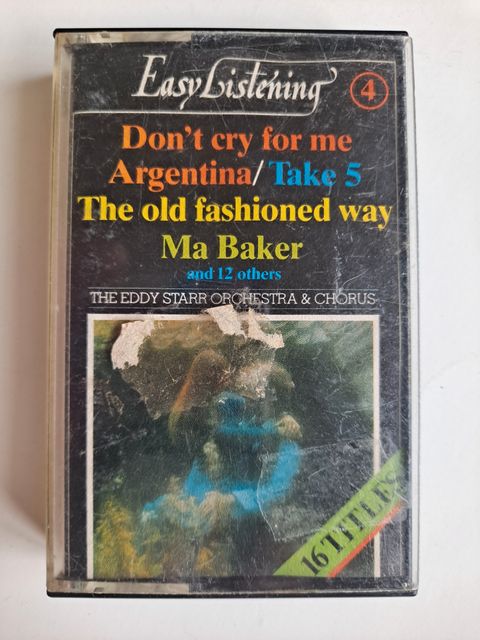 Easy Listening
4
Don't cry for me
Argentina/Take 5
The old fashioned way
Ma Baker
and 12 others
THE EDDY STARR ORCHESTRA & CHORUS
16 TITLES